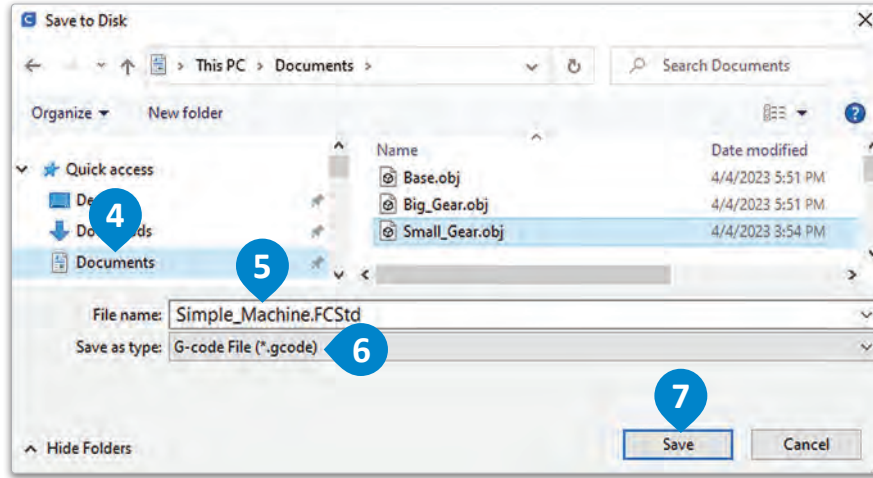 Save to Disk
This PC > Documents >
Search Documents
Organize
New folder
Name
Date modified
Quick access
Base.obj
4/4/2023 5:51 PM
De
4
Big_Gear.obj
4/4/2023 5:51 PM
Do
ds
Small_Gear.obj
4/4/2023 3:54 PM
Documents
5
File name: Simple_Machine.FCStd
Save as type: G-code File (*.gcode)
6
7
Hide Folders
Save
Cancel